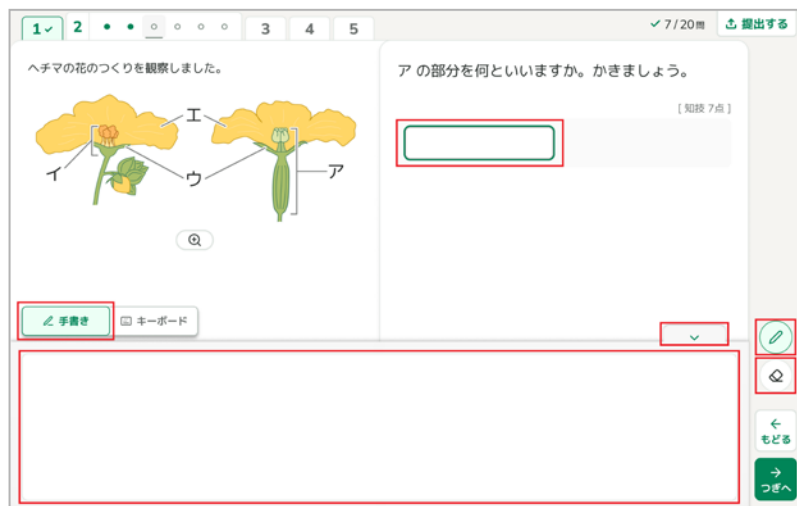 1 2 3 4 5
7/20問 提出する
ヘチマの花のつくりを観察しました。
エ
イ
ウ
ア
手書き キーボード
ア の部分を何といいますか。かきましょう。
[知技 7点]
もどる
つぎへ